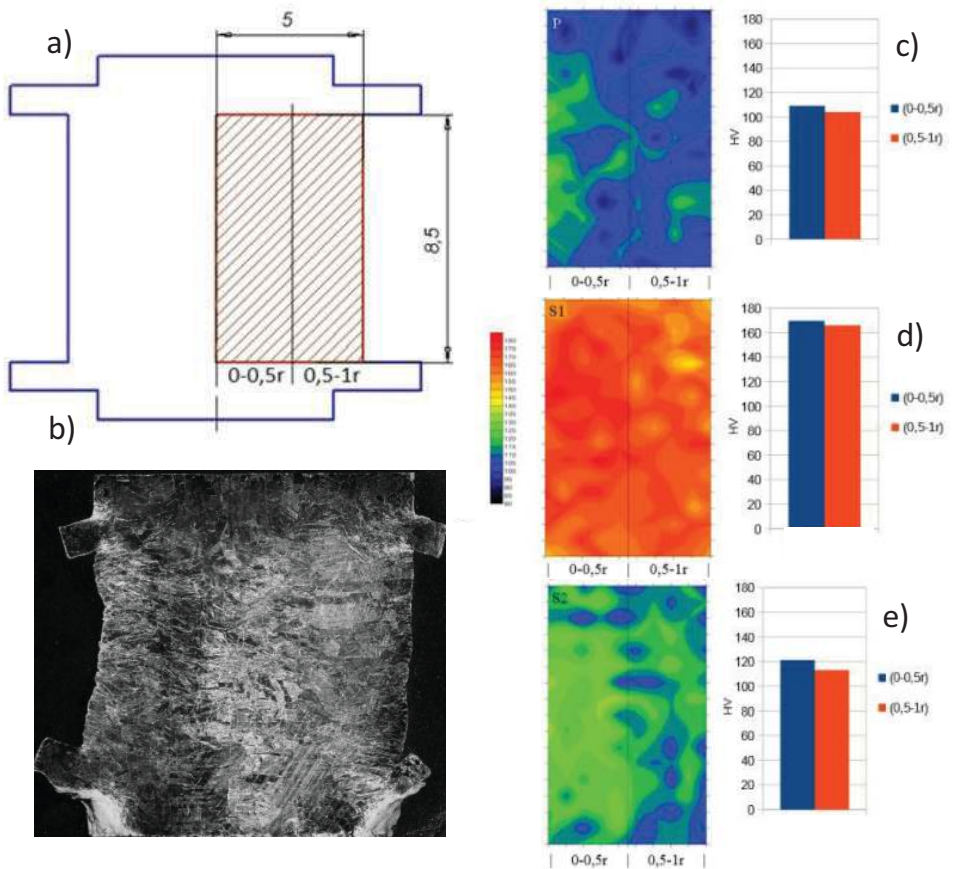 a)
5
8,5
0-0,5r
0,5-1r
b)
P
| 0-0,5r | 0,5-1r |
c)
180
160
140
120
100
80
60
40
20
0
HV
(0-0,5r)
(0,5-1r)
S1
| 0-0,5r | 0,5-1r |
d)
180
160
140
120
100
80
60
40
20
0
HV
(0-0,5r)
(0,5-1r)
S2
| 0-0,5r | 0,5-1r |
e)
180
160
140
120
100
80
60
40
20
0
HV
(0-0,5r)
(0,5-1r)